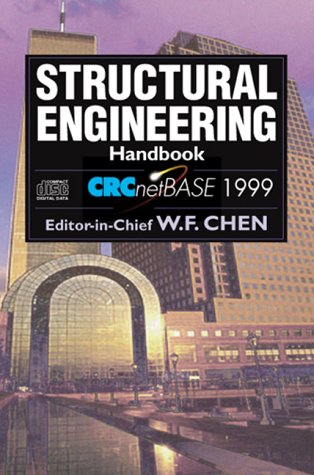 STRUCTURAL
ENGINEERING
Handbook
COMPACT
disc
DIGITAL DATA
CRCnetBASE 1999
Editor-in-Chief W.F. CHEN